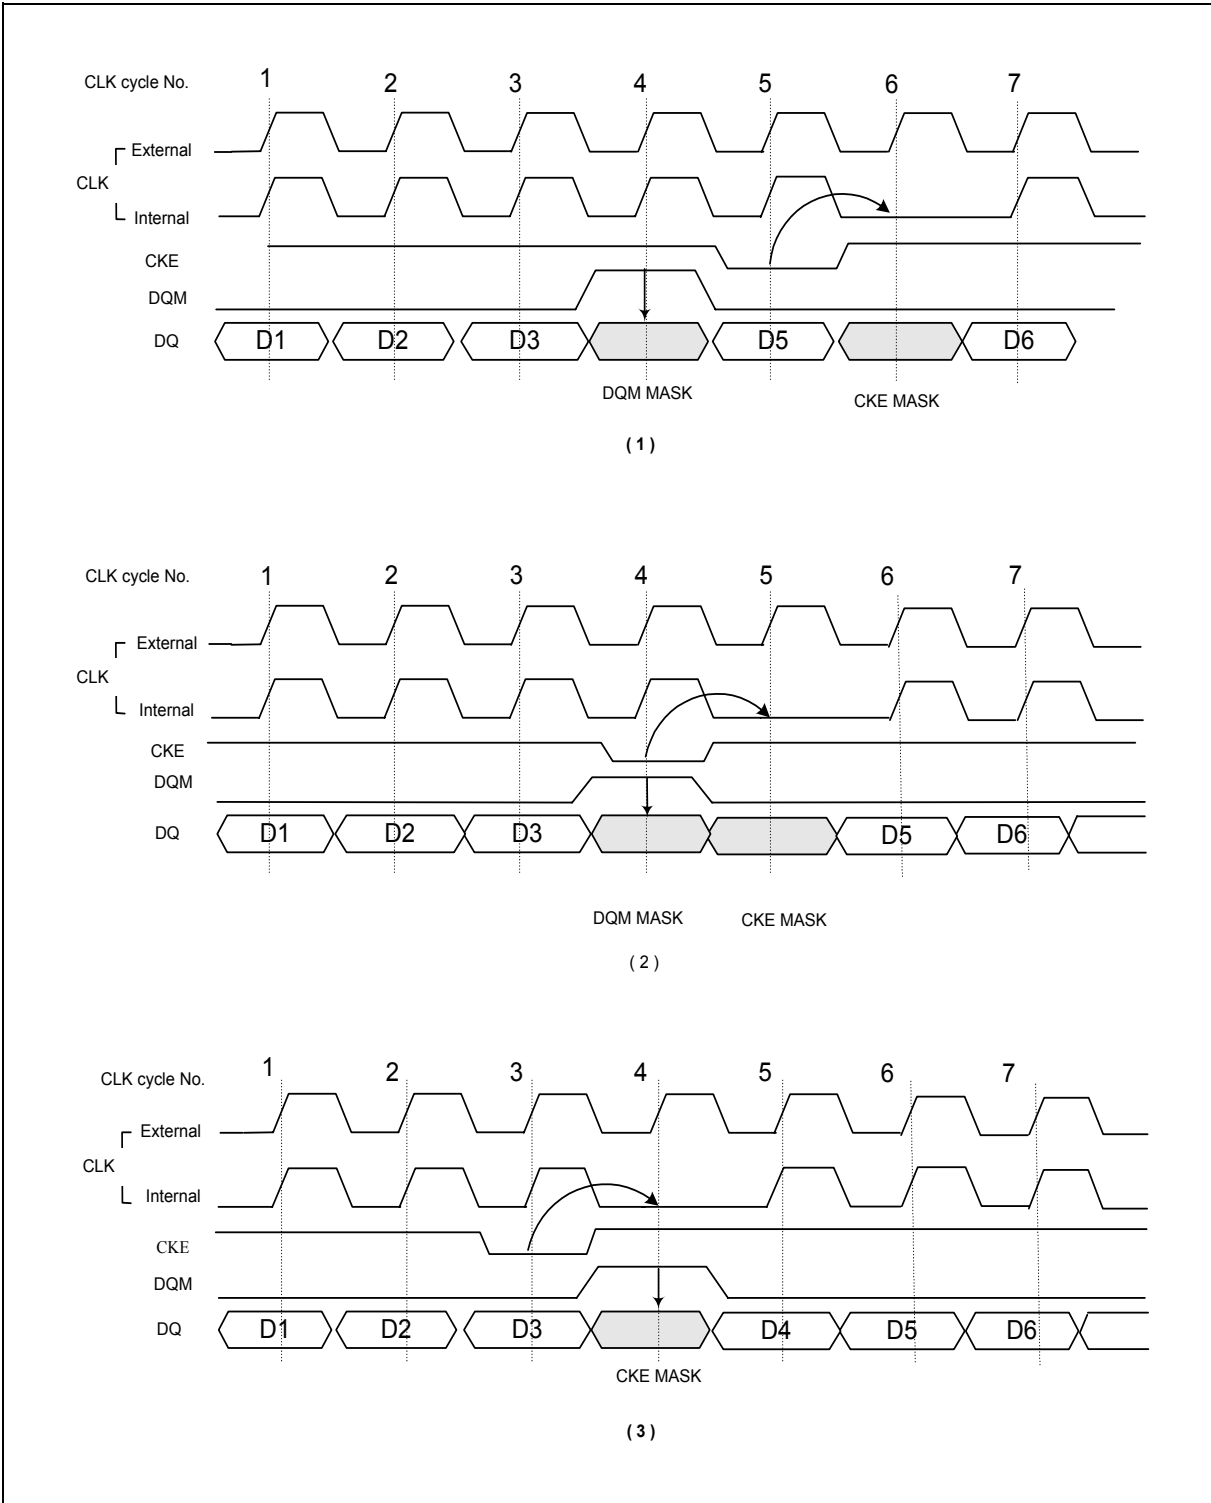 CLK cycle No. 1 2 3 4 5 6 7
External
CLK
Internal
CKE
DQM
DQ D1 D2 D3 D5 D6
DQM MASK CKE MASK
( 1 )
CLK cycle No. 1 2 3 4 5 6 7
External
CLK
Internal
CKE
DQM
DQ D1 D2 D3 D5 D6
DQM MASK CKE MASK
( 2 )
CLK cycle No. 1 2 3 4 5 6 7
External
CLK
Internal
CKE
DQM
DQ D1 D2 D3 D4 D5 D6
CKE MASK
( 3 )